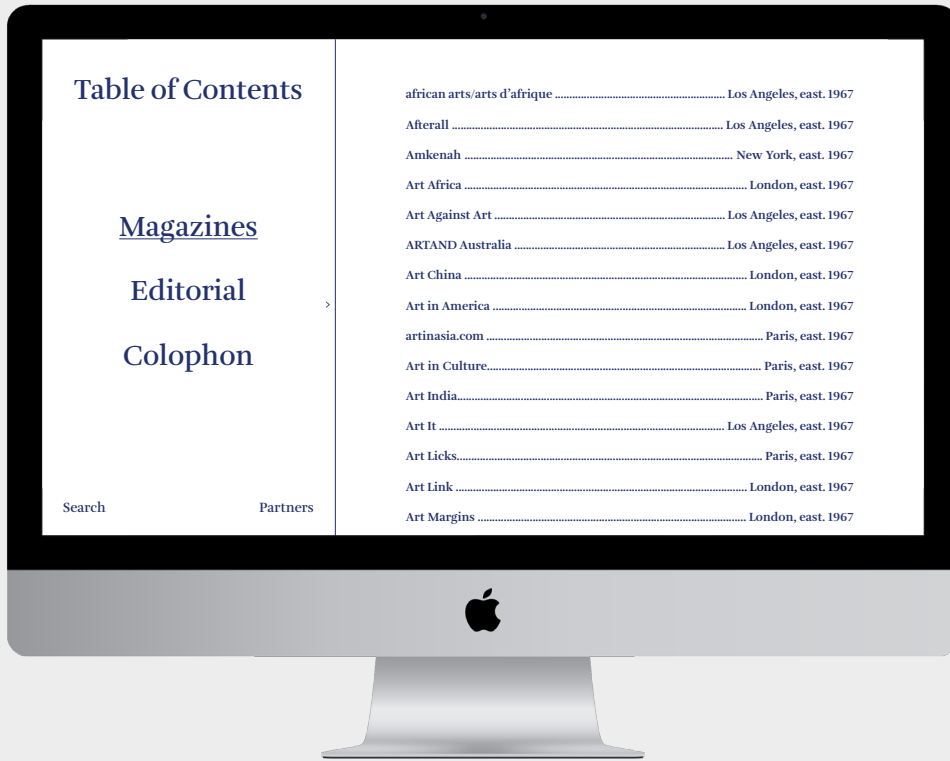 Table of Contents
Magazines
Editorial
>
Colophon
Search
Partners
african arts/arts d’afrique ........................ Los Angeles, east. 1967
Afterall ........................ Los Angeles, east. 1967
Amkenah ........................ New York, east. 1967
Art Africa ........................ London, east. 1967
Art Against Art ........................ Los Angeles, east. 1967
ARTAND Australia ........................ Los Angeles, east. 1967
Art China ........................ London, east. 1967
Art in America ........................ London, east. 1967
artinasia.com ........................ Paris, east. 1967
Art in Culture........................ Paris, east. 1967
Art India........................ Paris, east. 1967
Art It ........................ Los Angeles, east. 1967
Art Licks........................ Paris, east. 1967
Art Link ........................ London, east. 1967
Art Margins ........................ London, east. 1967